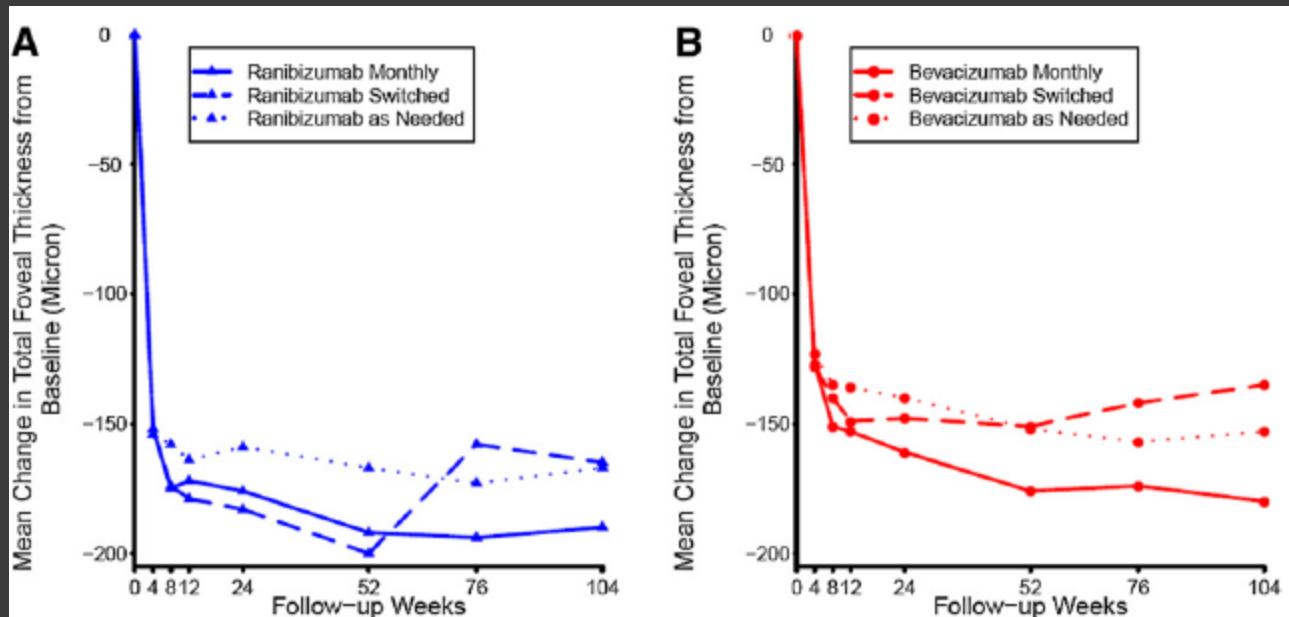 A
Mean Change in Total Foveal Thickness from
Baseline (Micron)
0
−50
−100
−150
−200
Ranibizumab Monthly
Ranibizumab Switched
Ranibizumab as Needed
0 4 8 12 24 52 76 104
Follow−up Weeks
B
Mean Change in Total Foveal Thickness from
Baseline (Micron)
0
−50
−100
−150
−200
Bevacizumab Monthly
Bevacizumab Switched
Bevacizumab as Needed
0 4 8 12 24 52 76 104
Follow−up Weeks